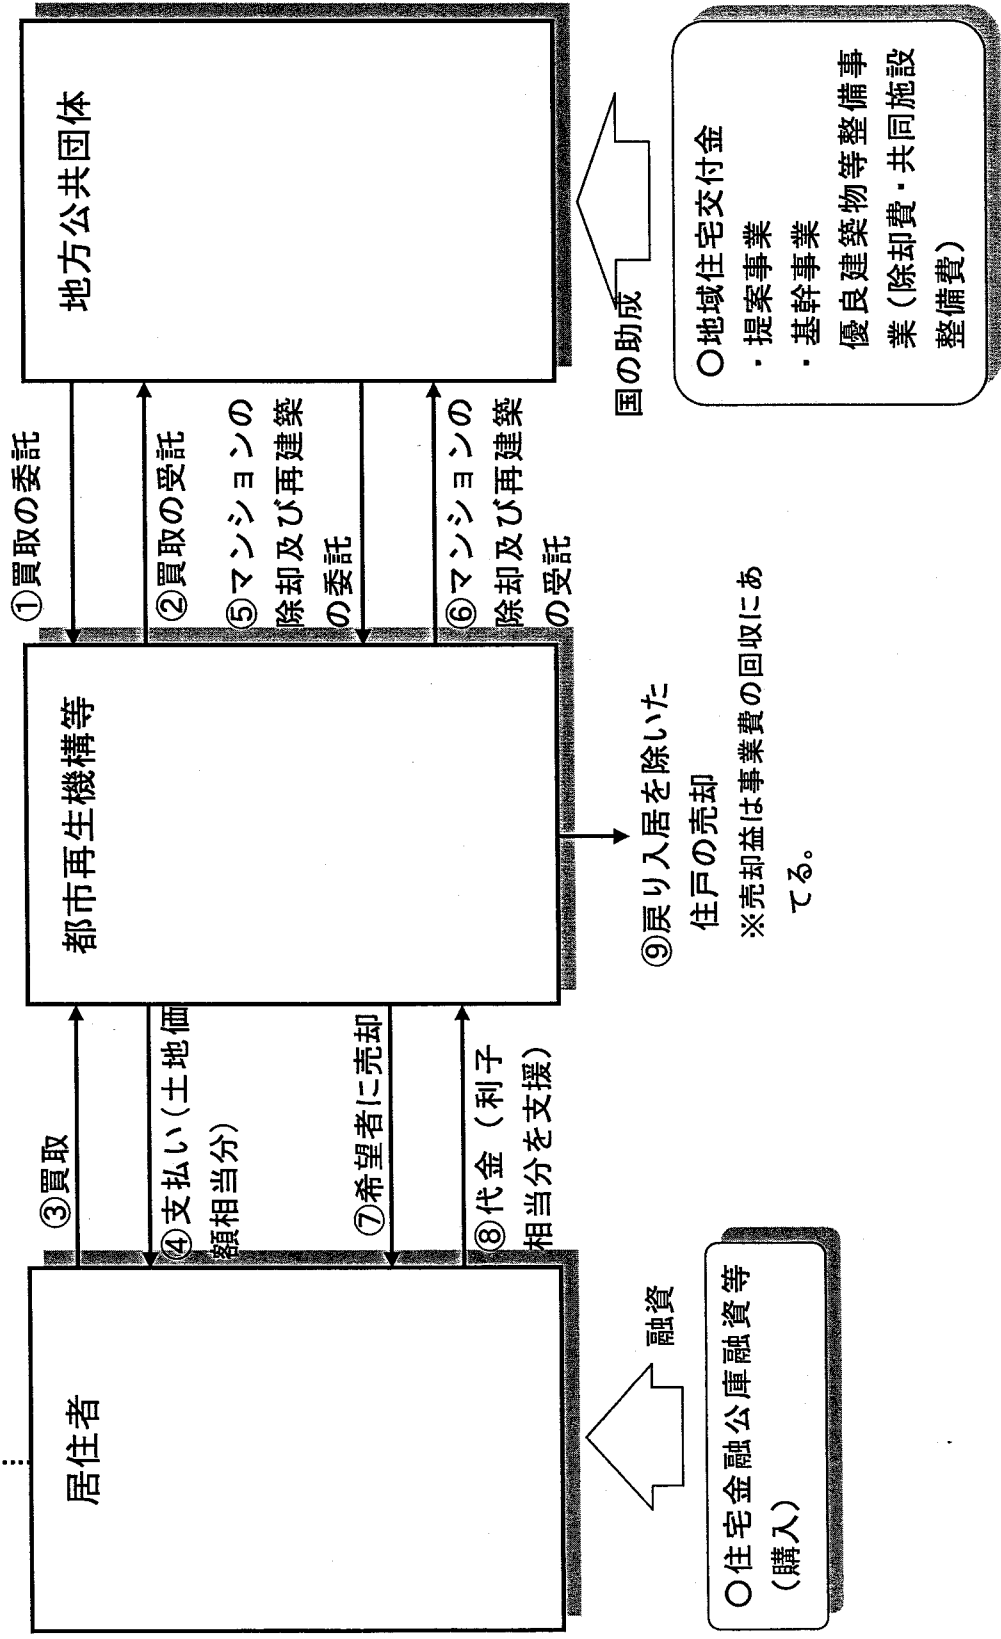 居住者
③買取
④支払い（土地価
額相当分）
⑦希望者に売却
⑧代金（利子
相当分を支援）
都市再生機構等
①買取の委託
②買取の受託
⑤マンションの
除却及び再建築
の委託
⑥マンションの
除却及び再建築
の受託
地方公共団体
融資
○住宅金融公庫融資等
（購入）
⑨戻り入居を除いた
住戸の売却
※売却益は事業費の回収にあ
てる。
国の助成
○地域住宅交付金
・提案事業
・基幹事業
優良建築物等整備事
業（除却費・共同施設
整備費）